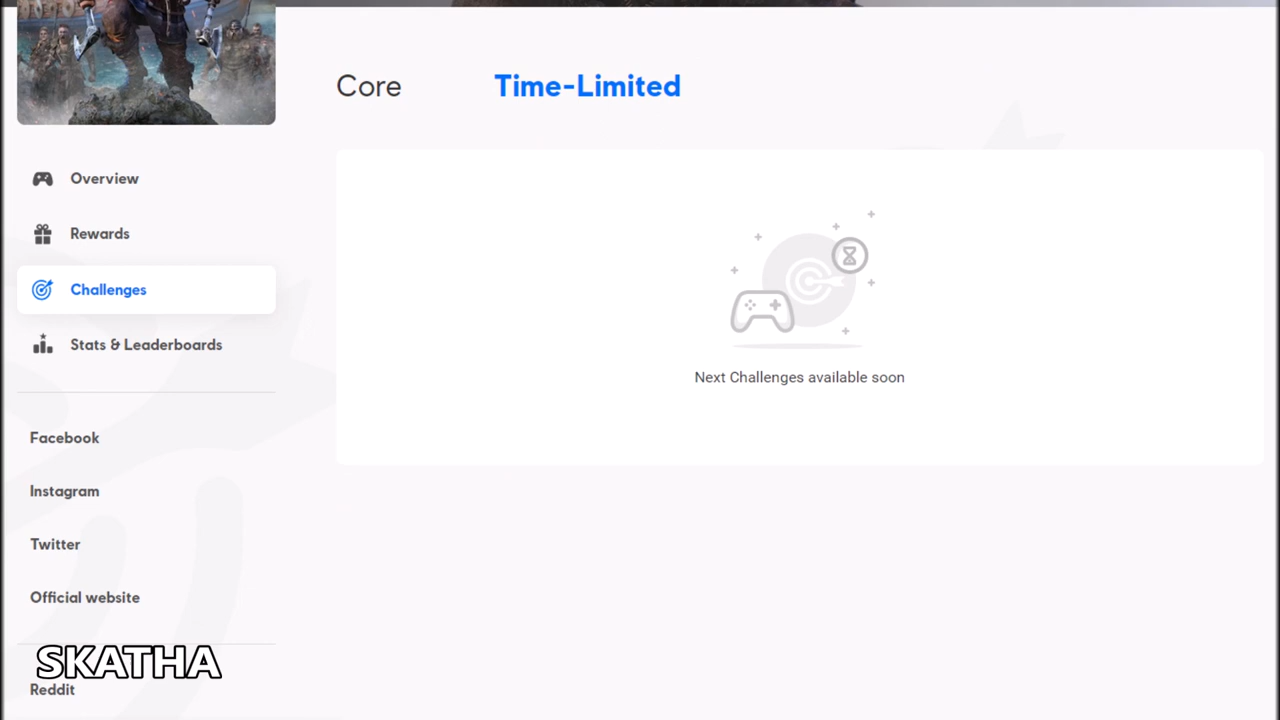 Core
Time-Limited
Overview
Rewards
Challenges
Stats & Leaderboards
Next Challenges available soon
Facebook
Instagram
Twitter
Official website
SKATHA
Reddit